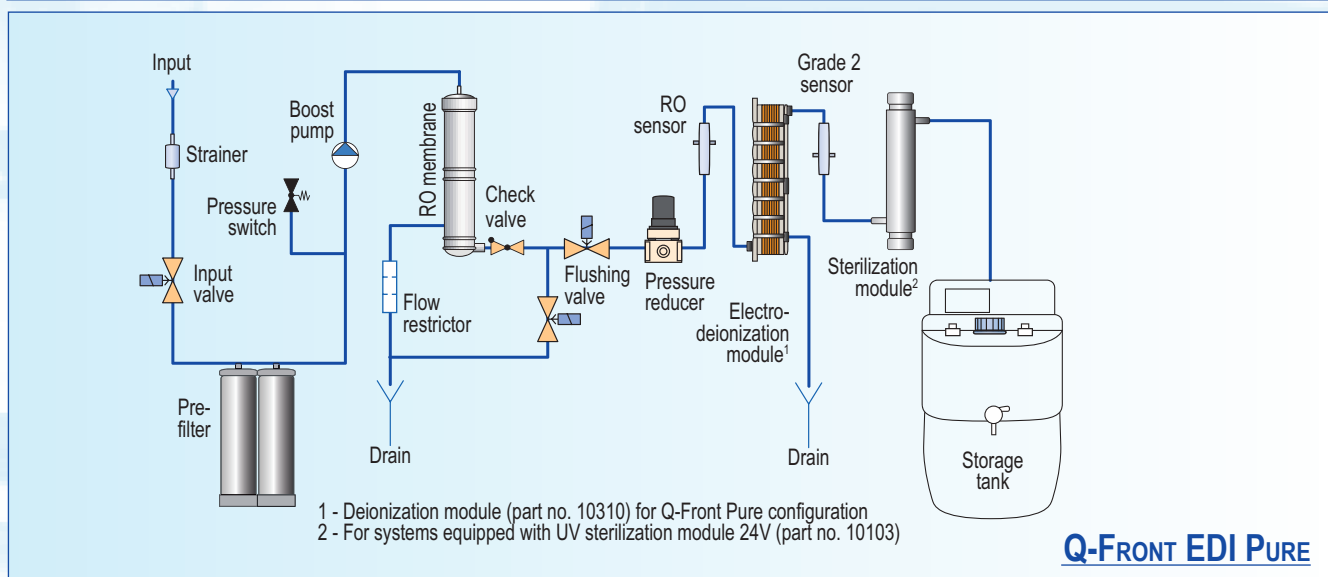 Input
Strainer
Boost
pump
Pressure
switch
Input
valve
Pre-
filter
RO membrane
Flow
restrictor
Drain
Check
valve
Flushing
valve
Pressure
reducer
RO
sensor
Electro-
deionization
module1
Drain
Grade 2
sensor
Sterilization
module2
Storage
tank
1 - Deionization module (part no. 10310) for Q-Front Pure configuration
2 - For systems equipped with UV sterilization module 24V (part no. 10103)
Q-FRONT EDI PURE